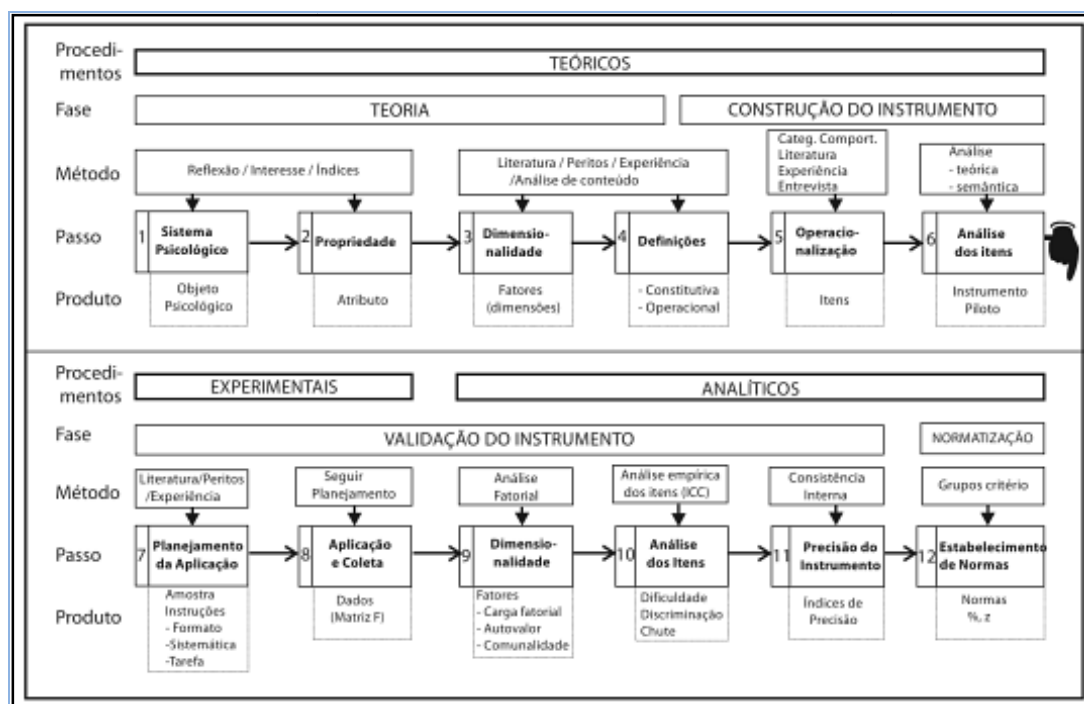 Procedi-
mentos
TEÓRICOS
Fase
TEORIA
CONSTRUÇÃO DO INSTRUMENTO
Método
Reflexão / Interesse / Índices
Literatura / Peritos / Experiência
/Análise de conteúdo
Categ. Comport.
Literatura
Experiência
Entrevista
Análise
- teórica
- semântica
Passo
1 Sistema
Psicológico
2 Propriedade
3 Dimensio-
nalidade
4 Definições
5 Operacio-
nalização
6 Análise
dos itens
Produto
Objeto
Psicológico
Atributo
Fatores
(dimensões)
- Constitutiva
- Operacional
Itens
Instrumento
Piloto
Procedi-
mentos
EXPERIMENTAIS
ANALÍTICOS
Fase
VALIDAÇÃO DO INSTRUMENTO
NORMATIZAÇÃO
Método
Literatura/Peritos
/Experiência
Seguir
Planejamento
Análise
Fatorial
Análise empírica
dos itens (ICC)
Consistência
Interna
Grupos critério
Passo
7 Planejamento
da Aplicação
8 Aplicação
e Coleta
9 Dimensio-
nalidade
10 Análise
dos Itens
11 Precisão do
Instrumento
12 Estabelecimento
de Normas
Produto
Amostra
Instruções
- Formato
-Sistemática
-Tarefa
Dados
(Matriz F)
Fatores
- Carga fatorial
- Autovalor
- Comunalidade
Dificuldade
Discriminação
Chute
Índices de
Precisão
Normas
%, z